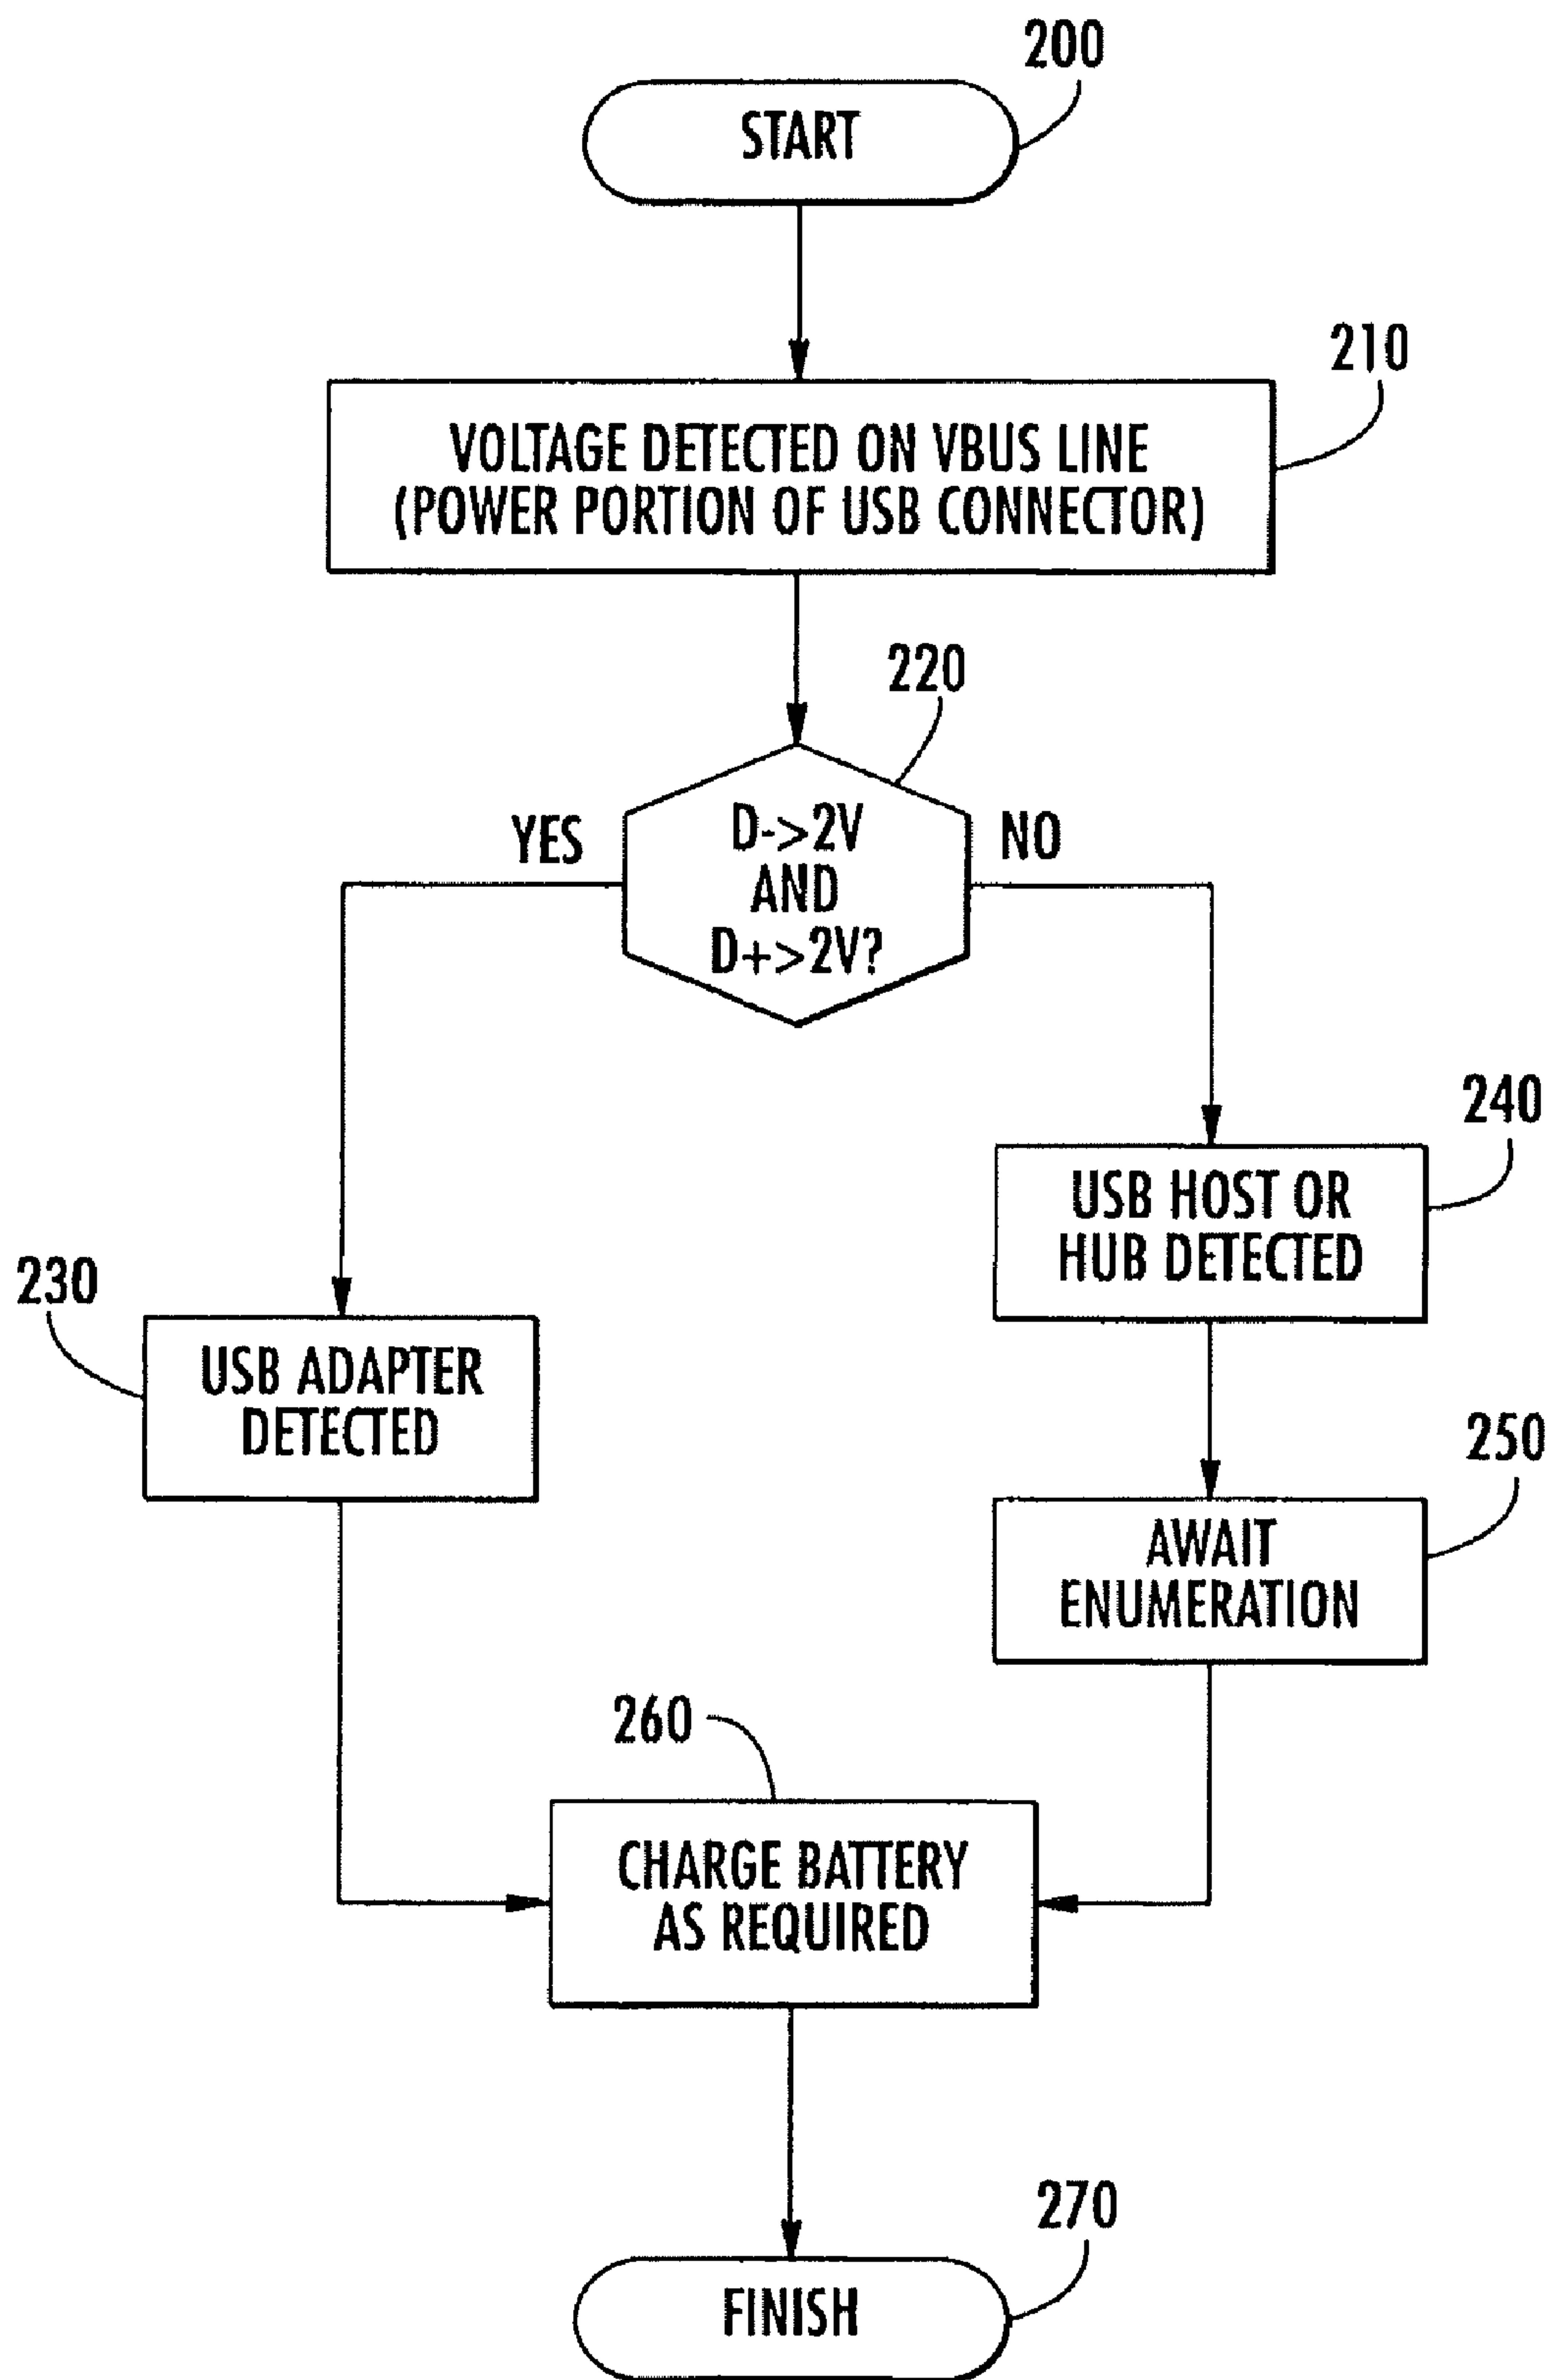 200
START
210
VOLTAGE DETECTED ON VBUS LINE
(POWER PORTION OF USB CONNECTOR)
220
YES
D->2V
AND
D+>2V?
NO
240
USB HOST OR
HUB DETECTED
230
USB ADAPTER
DETECTED
250
AWAIT
ENUMERATION
260
CHARGE BATTERY
AS REQUIRED
270
FINISH